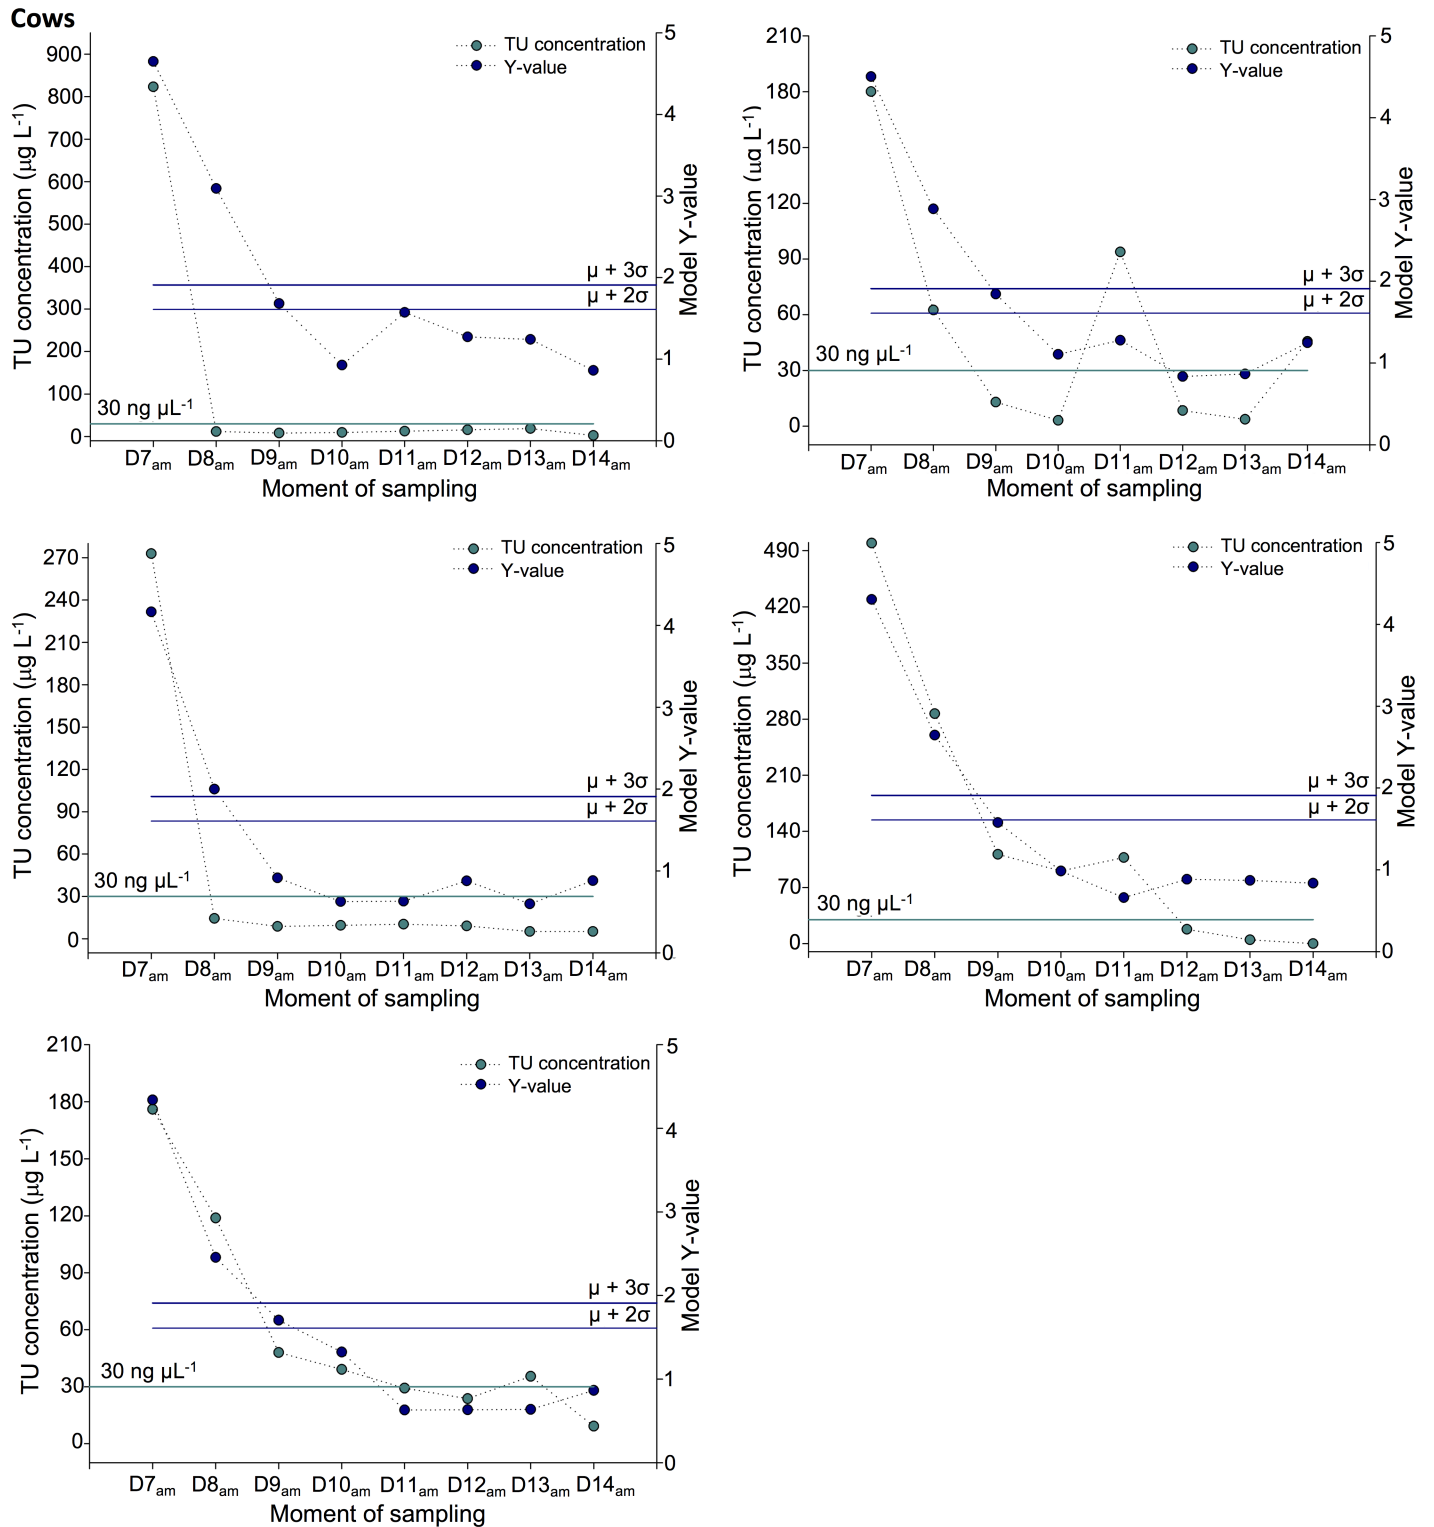 Cows
TU concentration
Y-value
TU concentration (µg L-1)
900
800
700
600
500
400
300
200
100
0
5
4
3
2
1
0
Model Y-value
µ + 3σ
µ + 2σ
30 ng µL-1
D7am D8am D9am D10am D11am D12am D13am D14am
Moment of sampling
TU concentration
Y-value
TU concentration (µg L-1)
210
180
150
120
90
60
30
0
5
4
3
2
1
0
Model Y-value
µ + 3σ
µ + 2σ
30 ng µL-1
D7am D8am D9am D10am D11am D12am D13am D14am
Moment of sampling
TU concentration
Y-value
TU concentration (µg L-1)
270
240
210
180
150
120
90
60
30
0
5
4
3
2
1
0
Model Y-value
µ + 3σ
µ + 2σ
30 ng µL-1
D7am D8am D9am D10am D11am D12am D13am D14am
Moment of sampling
TU concentration
Y-value
TU concentration (µg L-1)
490
420
350
280
210
140
70
0
5
4
3
2
1
0
Model Y-value
µ + 3σ
µ + 2σ
30 ng µL-1
D7am D8am D9am D10am D11am D12am D13am D14am
Moment of sampling
TU concentration
Y-value
TU concentration (µg L-1)
210
180
150
120
90
60
30
0
5
4
3
2
1
0
Model Y-value
µ + 3σ
µ + 2σ
30 ng µL-1
D7am D8am D9am D10am D11am D12am D13am D14am
Moment of sampling